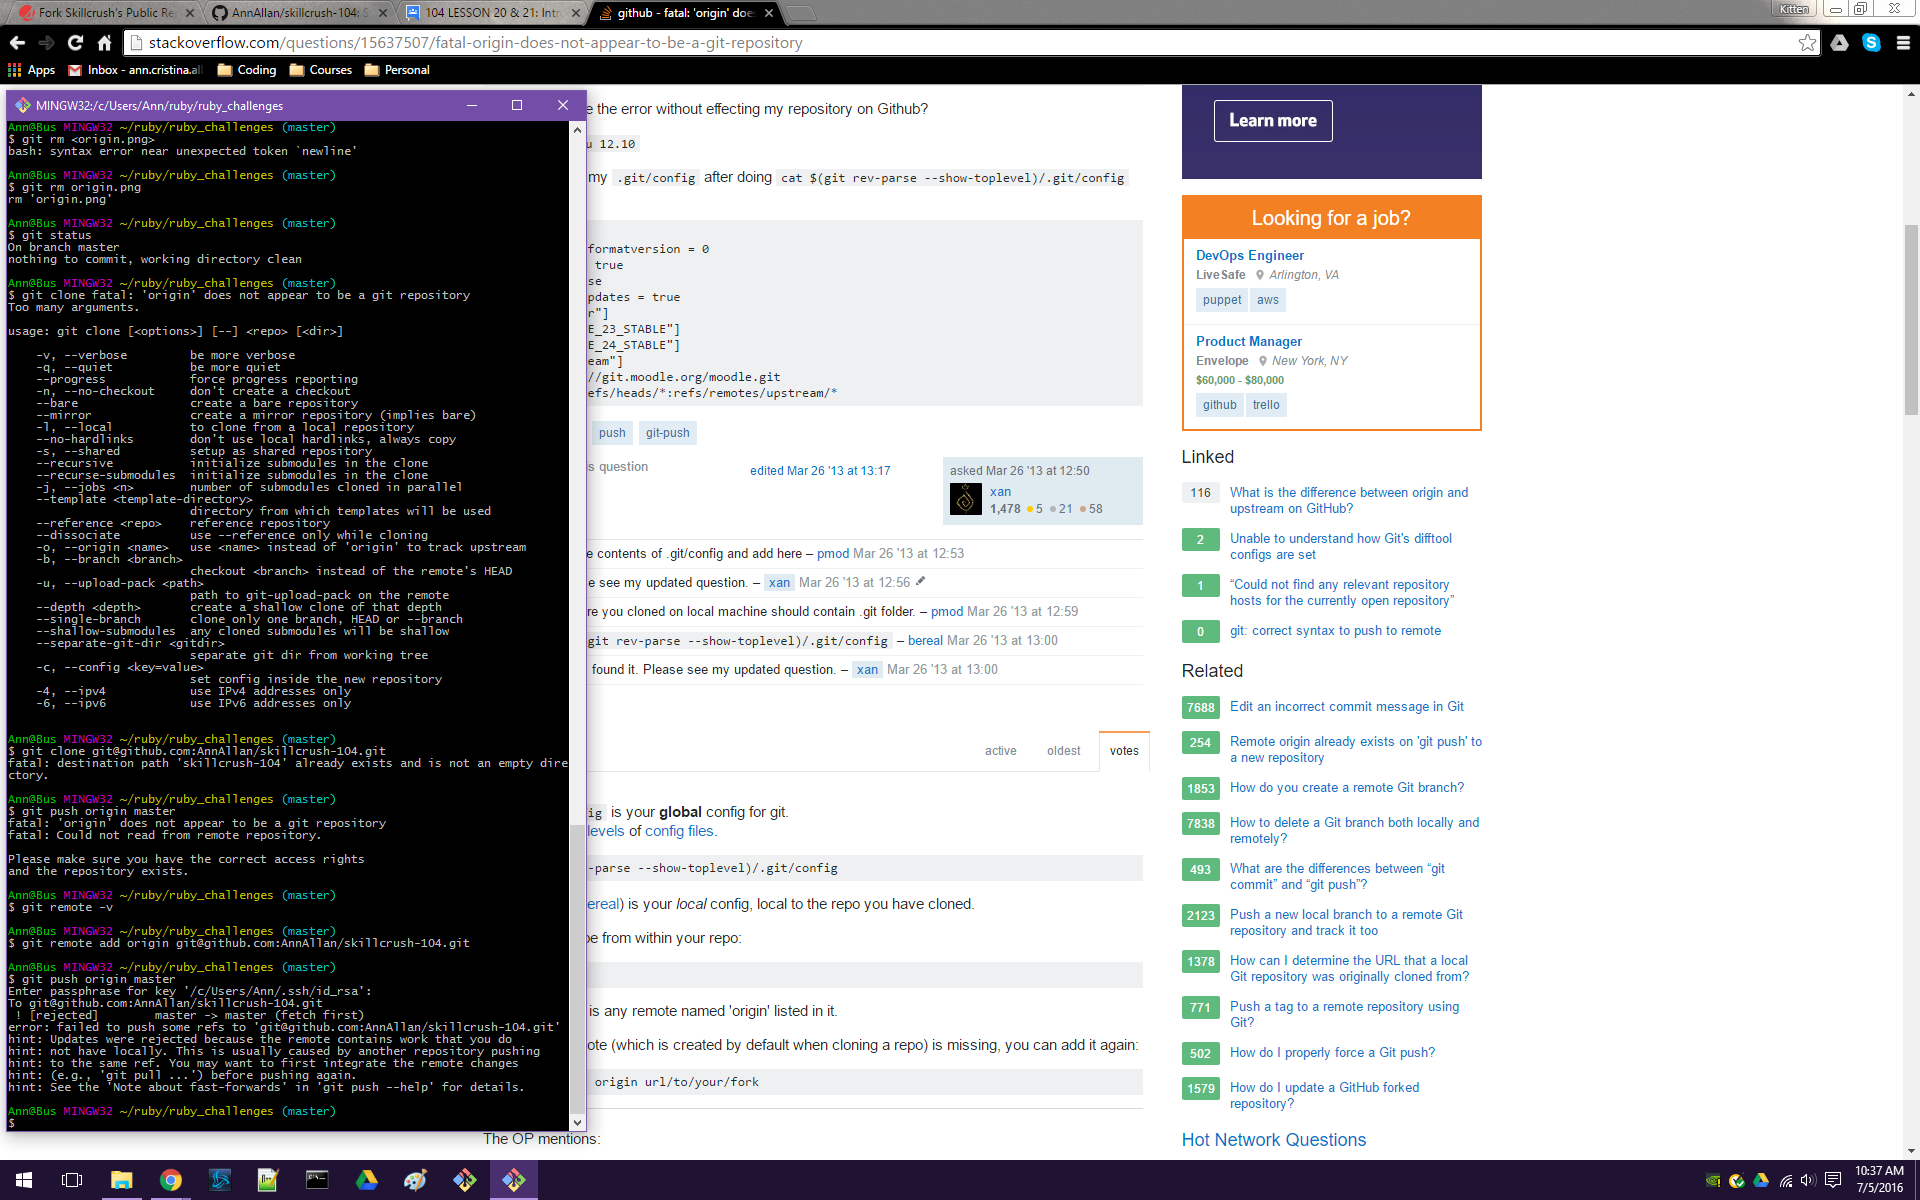 Fork Skillcrush's Public Re
AnnAllan/skillcrush-104: S
104 LESSON 20 & 21: Intr
github - fatal: 'origin' doe
Kitten
stackoverflow.com/questions/15637507/fatal-origin-does-not-appear-to-be-a-git-repository
Apps
Inbox - ann.cristina.al
Coding
Courses
Personal
MINGW32:/c/Users/Ann/ruby/ruby_challenges
Ann@Bus MINGW32 ~/ruby/ruby_challenges (master)
$ git rm <origin.png>
bash: syntax error near unexpected token `newline'
Ann@Bus MINGW32 ~/ruby/ruby_challenges (master)
$ git rm origin.png
rm 'origin.png'
Ann@Bus MINGW32 ~/ruby/ruby_challenges (master)
$ git status
On branch master
nothing to commit, working directory clean
Ann@Bus MINGW32 ~/ruby/ruby_challenges (master)
$ git clone fatal: 'origin' does not appear to be a git repository
Too many arguments.
usage: git clone [<options>] [--] <repo> [<dir>]
-v, --verbose be more verbose
-q, --quiet be more quiet
--progress force progress reporting
-n, --no-checkout don't create a checkout
--bare create a bare repository
--mirror create a mirror repository (implies bare)
-l, --local to clone from a local repository
--no-hardlinks don't use local hardlinks, always copy
-s, --shared setup as shared repository
--recursive initialize submodules in the clone
--recurse-submodules initialize submodules in the clone
-j, --jobs <n> number of submodules cloned in parallel
--template <template-directory>
directory from which templates will be used
--reference <repo> reference repository
--dissociate use --reference only while cloning
-o, --origin <name> use <name> instead of 'origin' to track upstream
-b, --branch <branch>
checkout <branch> instead of the remote's HEAD
-u, --upload-pack <path>
path to git-upload-pack on the remote
--depth <depth> create a shallow clone of that depth
--single-branch clone only one branch, HEAD or --branch
--shallow-submodules any cloned submodules will be shallow
--separate-git-dir <gitdir>
separate git dir from working tree
-c, --config <key=value>
set config inside the new repository
-4, --ipv4 use IPv4 addresses only
-6, --ipv6 use IPv6 addresses only
Ann@Bus MINGW32 ~/ruby/ruby_challenges (master)
$ git clone git@github.com:AnnAllan/skillcrush-104.git
fatal: destination path 'skillcrush-104' already exists and is not an empty dire
ctory.
Ann@Bus MINGW32 ~/ruby/ruby_challenges (master)
$ git push origin master
fatal: 'origin' does not appear to be a git repository
fatal: Could not read from remote repository.
Please make sure you have the correct access rights
and the repository exists.
Ann@Bus MINGW32 ~/ruby/ruby_challenges (master)
$ git remote -v
Ann@Bus MINGW32 ~/ruby/ruby_challenges (master)
$ git remote add origin git@github.com:AnnAllan/skillcrush-104.git
Ann@Bus MINGW32 ~/ruby/ruby_challenges (master)
$ git push origin master
Enter passphrase for key '/c/Users/Ann/.ssh/id_rsa':
To git@github.com:AnnAllan/skillcrush-104.git
! [rejected] master -> master (fetch first)
error: failed to push some refs to 'git@github.com:AnnAllan/skillcrush-104.git'
hint: Updates were rejected because the remote contains work that you do
hint: not have locally. This is usually caused by another repository pushing
hint: to the same ref. You may want to first integrate the remote changes
hint: (e.g., 'git pull ...') before pushing again.
hint: See the 'Note about fast-forwards' in 'git push --help' for details.
Ann@Bus MINGW32 ~/ruby/ruby_challenges (master)
$
e the error without effecting my repository on Github?
u 12.10
my .git/config after doing cat $(git rev-parse --show-toplevel)/.git/config
formatversion = 0
true
se
pdates = true
r"]
E_23_STABLE"]
E_24_STABLE"]
eam"]
//git.moodle.org/moodle.git
efs/heads/*:refs/remotes/upstream/*
push git-push
s question
edited Mar 26 '13 at 13:17
asked Mar 26 '13 at 12:50
xan
1,478 5 21 58
e contents of .git/config and add here – pmod Mar 26 '13 at 12:53
e see my updated question. – xan Mar 26 '13 at 12:56
re you cloned on local machine should contain .git folder. – pmod Mar 26 '13 at 12:59
git rev-parse --show-toplevel)/.git/config – bereal Mar 26 '13 at 13:00
found it. Please see my updated question. – xan Mar 26 '13 at 13:00
active oldest votes
ig is your global config for git.
levels of config files.
-parse --show-toplevel)/.git/config
ereal) is your local config, local to the repo you have cloned.
be from within your repo:
is any remote named 'origin' listed in it.
ote (which is created by default when cloning a repo) is missing, you can add it again:
origin url/to/your/fork
The OP mentions:
Learn more
Looking for a job?
DevOps Engineer
LiveSafe Arlington, VA
puppet aws
Product Manager
Envelope New York, NY
$60,000 - $80,000
github trello
Linked
116 What is the difference between origin and
upstream on GitHub?
2 Unable to understand how Git's difftool
configs are set
1 “Could not find any relevant repository
hosts for the currently open repository”
0 git: correct syntax to push to remote
Related
7688 Edit an incorrect commit message in Git
254 Remote origin already exists on 'git push' to
a new repository
1853 How do you create a remote Git branch?
7838 How to delete a Git branch both locally and
remotely?
493 What are the differences between “git
commit” and “git push”?
2123 Push a new local branch to a remote Git
repository and track it too
1378 How can I determine the URL that a local
Git repository was originally cloned from?
771 Push a tag to a remote repository using
Git?
502 How do I properly force a Git push?
1579 How do I update a GitHub forked
repository?
Hot Network Questions
10:37 AM
7/5/2016